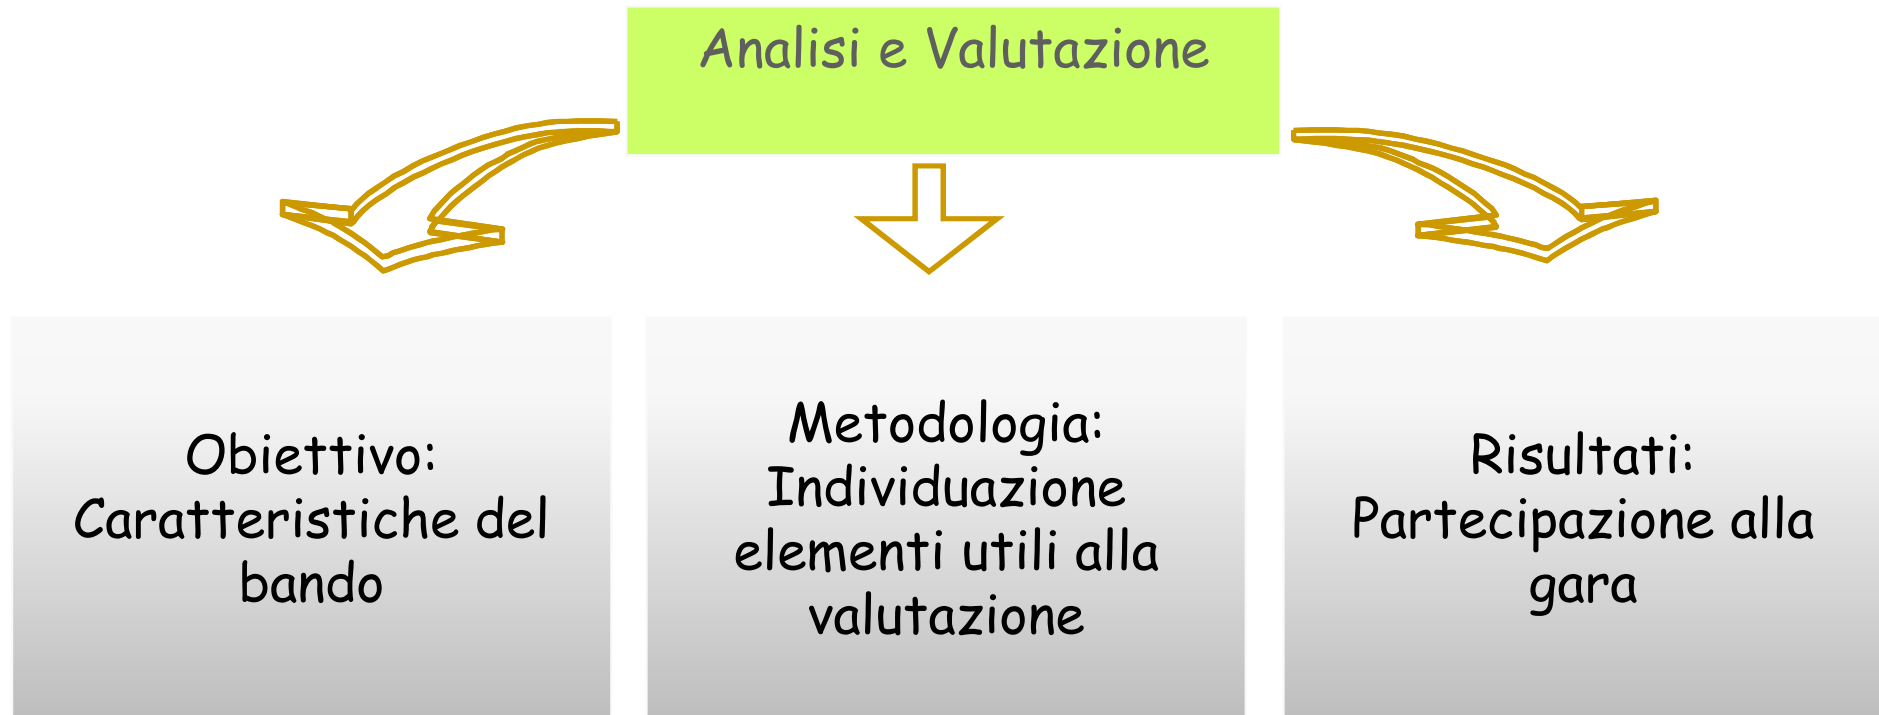 Analisi e Valutazione
Obiettivo:
Caratteristiche del
bando
Metodologia:
Individuazione
elementi utili alla
valutazione
Risultati:
Partecipazione alla
gara